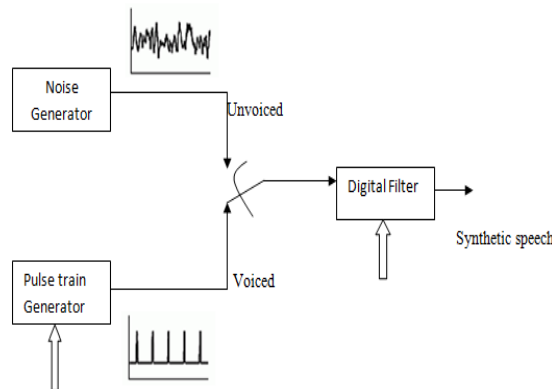 Noise
Generator
Unvoiced
Digital Filter
Synthetic speech
Pulse train
Generator
Voiced